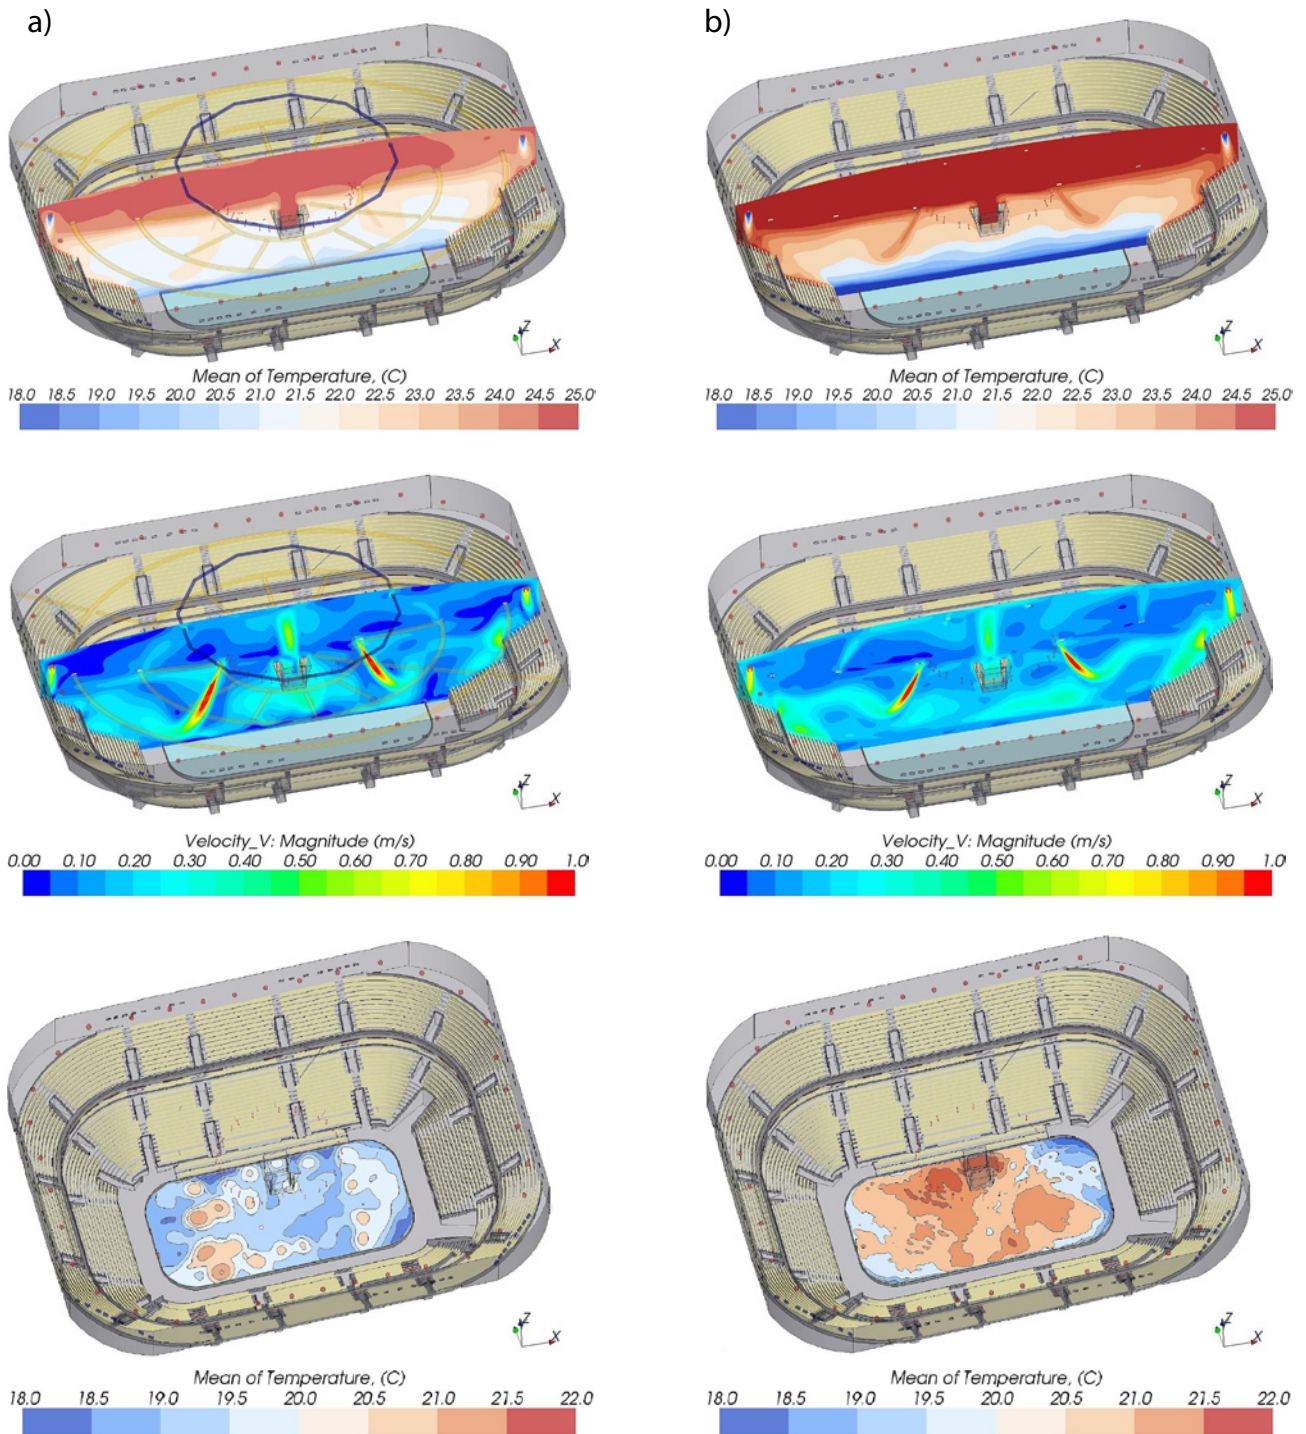 a)
b)
Z
X
Z
X
Mean of Temperature, (C)
18.0 18.5 19.0 19.5 20.0 20.5 21.0 21.5 22.0 22.5 23.0 23.5 24.0 24.5 25.0
Mean of Temperature, (C)
18.0 18.5 19.0 19.5 20.0 20.5 21.0 21.5 22.0 22.5 23.0 23.5 24.0 24.5 25.0
Z
X
Z
X
Velocity_V: Magnitude (m/s)
0.00 0.10 0.20 0.30 0.40 0.50 0.60 0.70 0.80 0.90 1.0
Velocity_V: Magnitude (m/s)
0.00 0.10 0.20 0.30 0.40 0.50 0.60 0.70 0.80 0.90 1.0
Z
X
Z
X
Mean of Temperature, (C)
18.0 18.5 19.0 19.5 20.0 20.5 21.0 21.5 22.0
Mean of Temperature, (C)
18.0 18.5 19.0 19.5 20.0 20.5 21.0 21.5 22.0